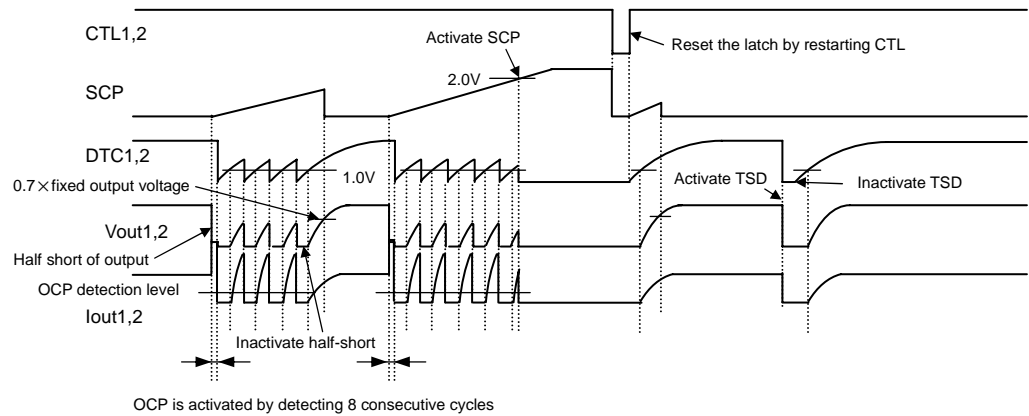 CTL1,2
Activate SCP
Reset the latch by restarting CTL
2.0V
SCP
DTC1,2
1.0V
0.7×fixed output voltage
Activate TSD
Inactivate TSD
Vout1,2
Half short of output
OCP detection level
Iout1,2
Inactivate half-short
OCP is activated by detecting 8 consecutive cycles